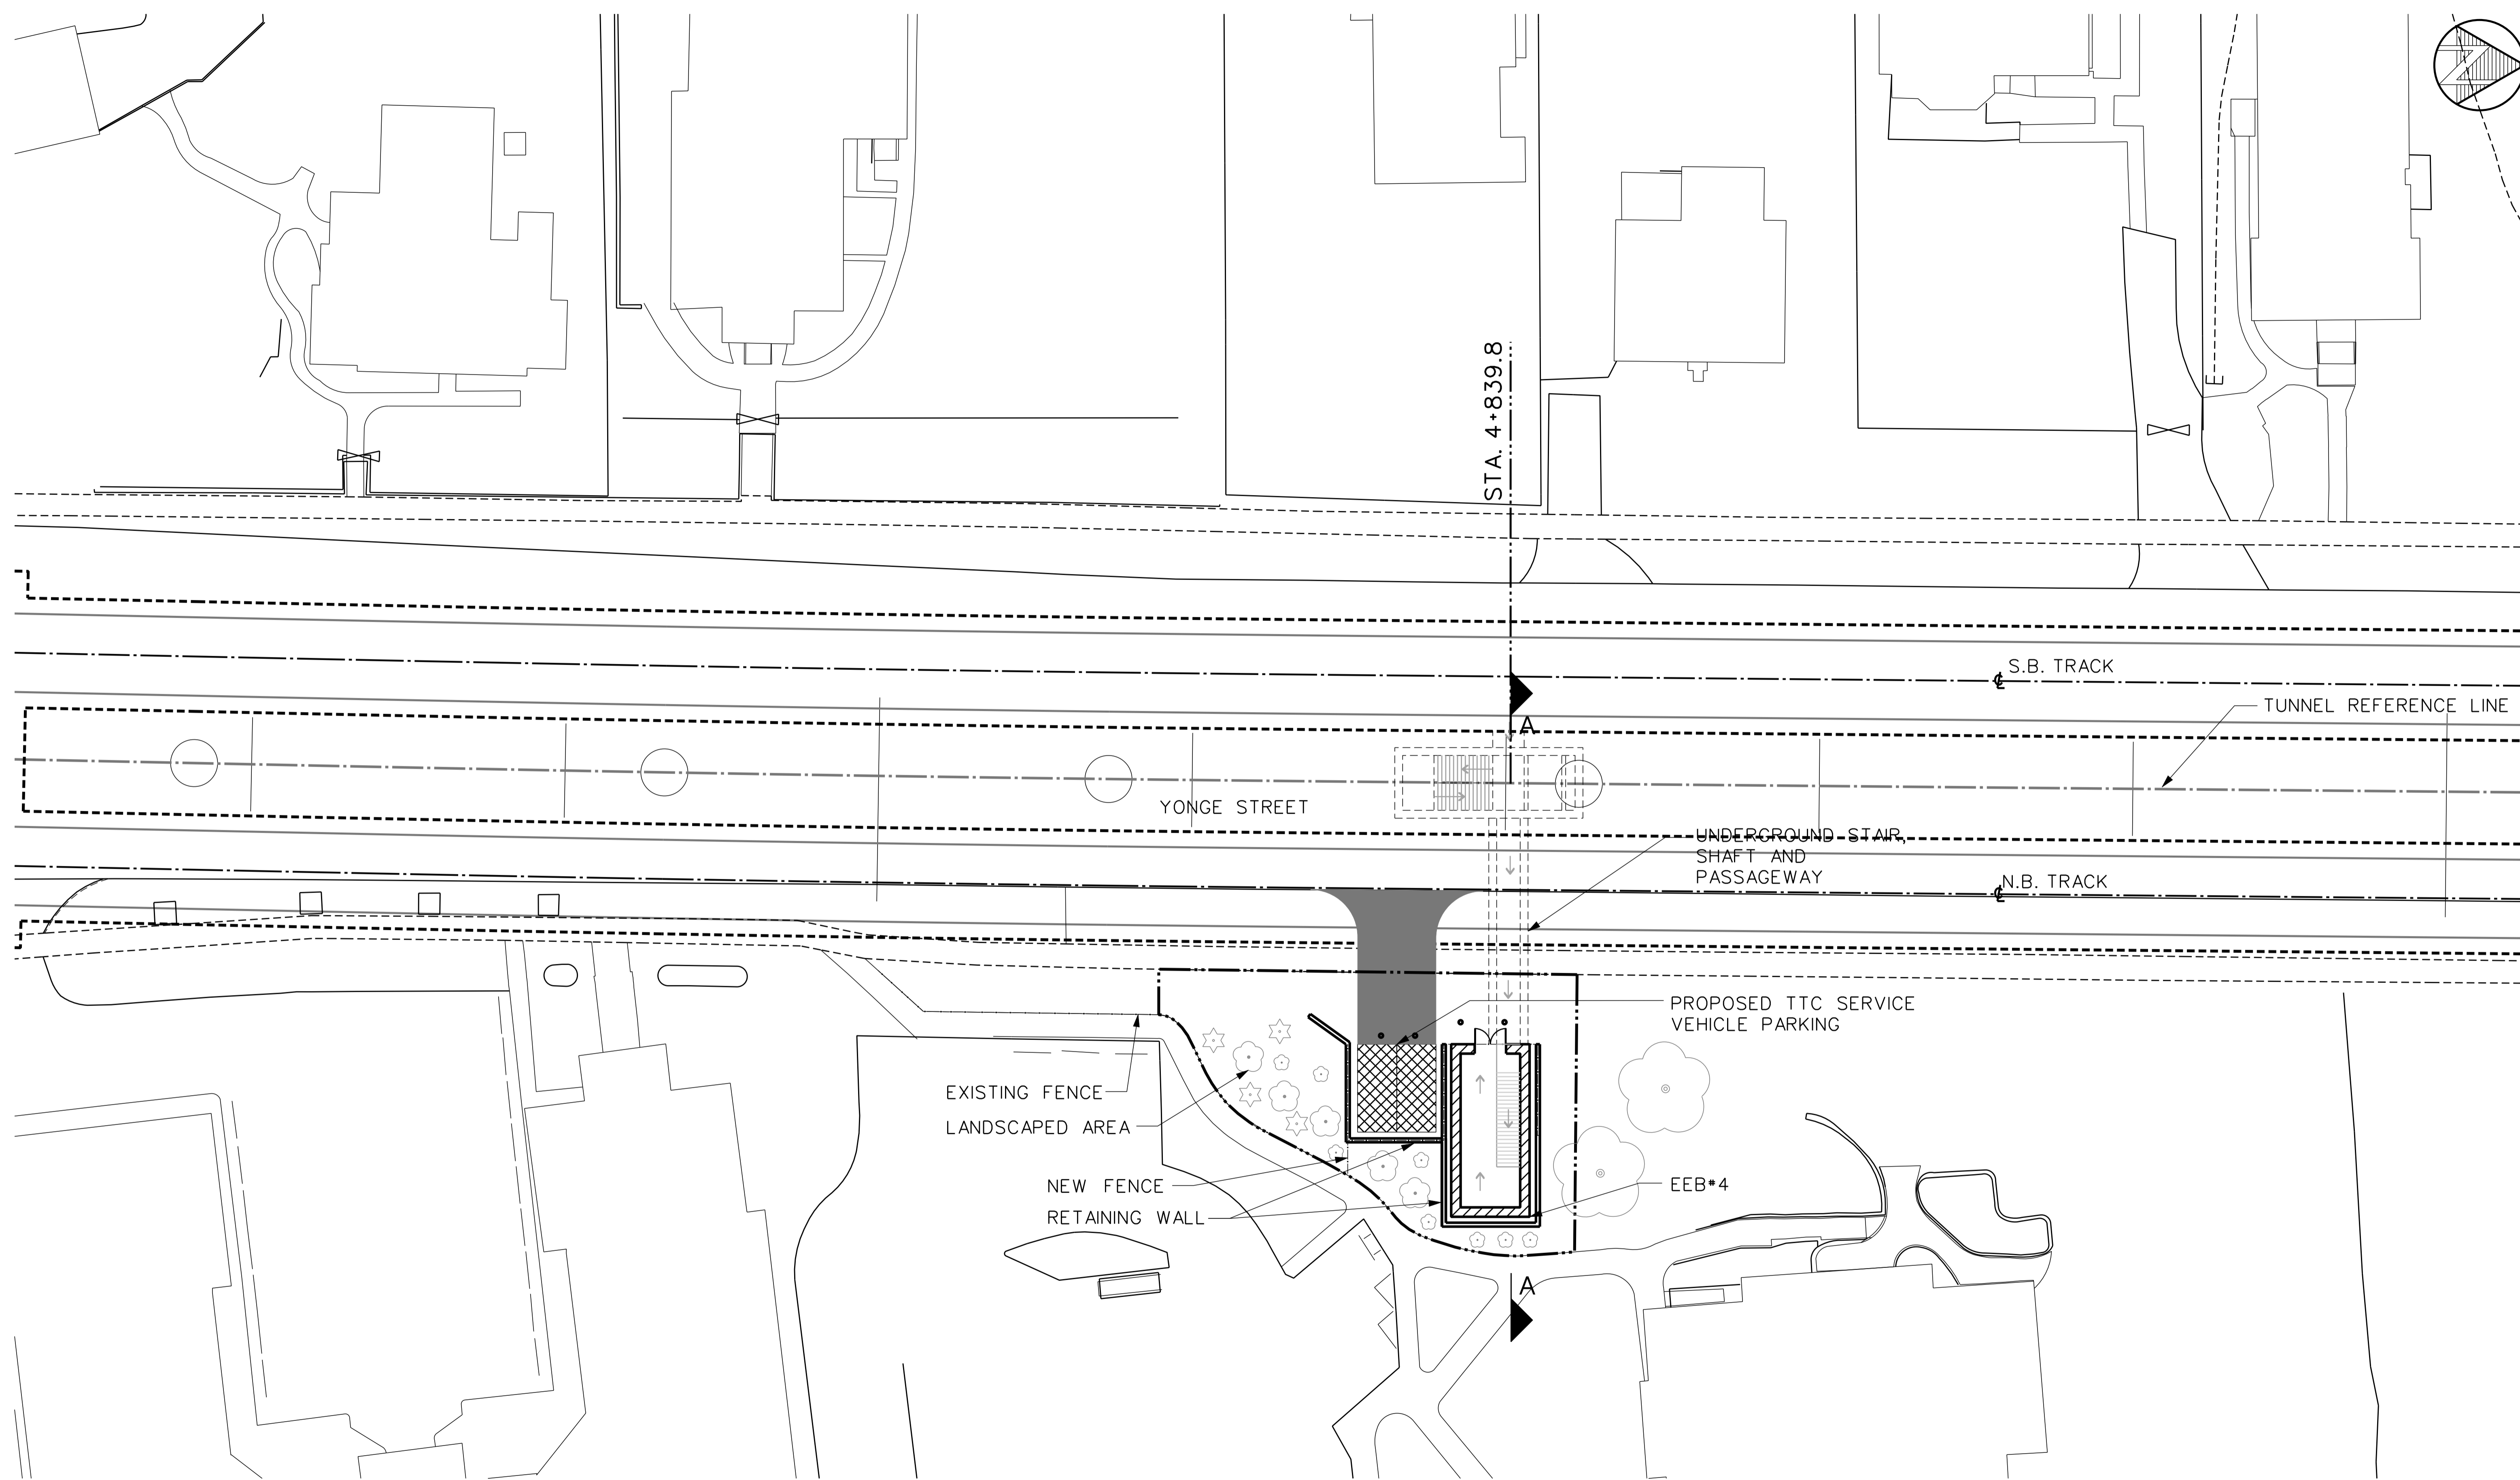 STA. 4+839.8
S.B. TRACK
A
TUNNEL REFERENCE LINE
YONGE STREET
UNDERGROUND STAIR,
SHAFT AND
PASSAGEWAY
N.B. TRACK
PROPOSED TTC SERVICE
VEHICLE PARKING
EXISTING FENCE
LANDSCAPED AREA
NEW FENCE
EEB#4
RETAINING WALL
A